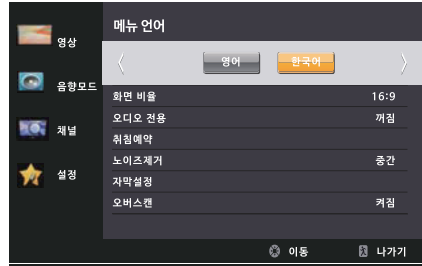 메뉴 언어
영상
영어 한국어
음향모드
화면 비율 16:9
오디오 전용 꺼짐
채널
취침예약
노이즈제거 중간
설정
자막설정
오버스캔 켜짐
이동 나가기